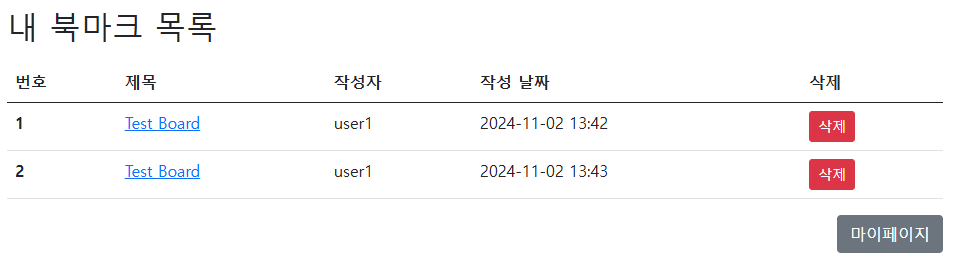 내 북마크 목록
번호 제목 작성자 작성 날짜 삭제
1 Test Board user1 2024-11-02 13:42 삭제
2 Test Board user1 2024-11-02 13:43 삭제
마이페이지